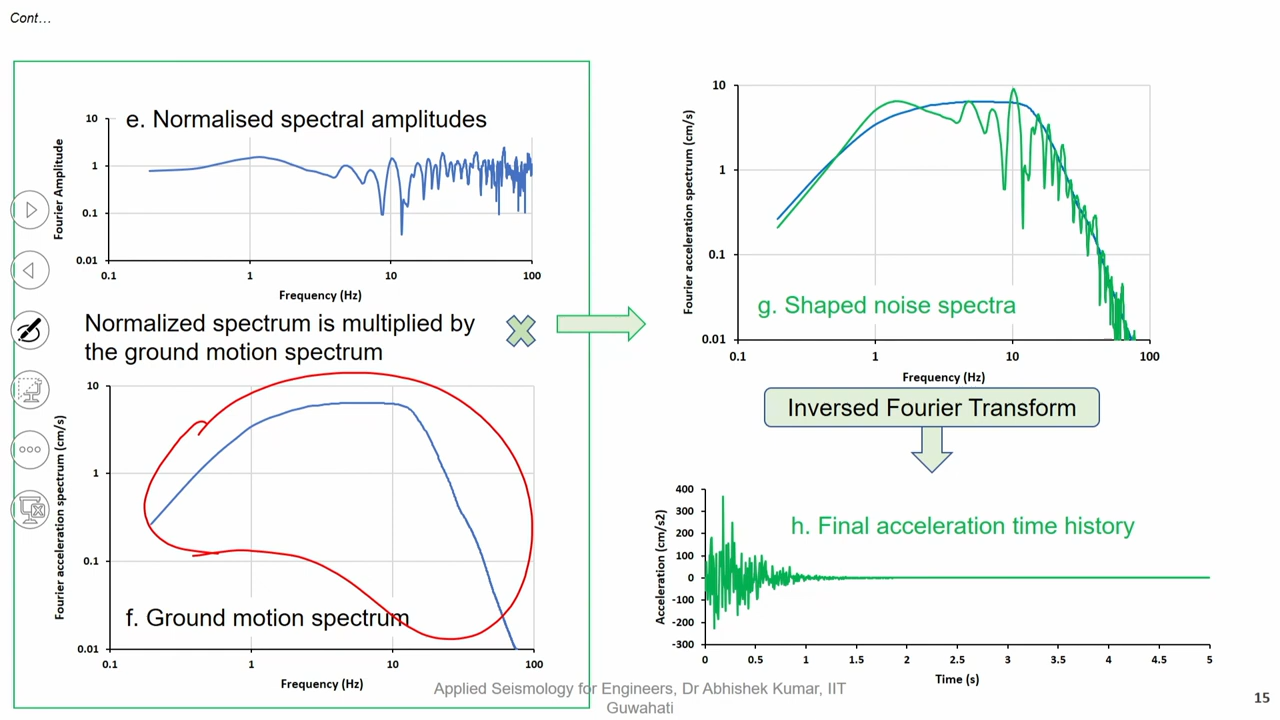 Cont…
e. Normalised spectral amplitudes
Fourier Amplitude
10
1
0.1
0.01
0.1
1
10
100
Frequency (Hz)
Normalized spectrum is multiplied by
the ground motion spectrum
Fourier acceleration spectrum (cm/s)
10
1
0.1
0.01
f. Ground motion spectrum
0.1
1
10
100
Frequency (Hz)
Fourier acceleration spectrum (cm/s)
10
1
0.1
0.01
g. Shaped noise spectra
0.1
1
10
100
Frequency (Hz)
Inversed Fourier Transform
h. Final acceleration time history
Acceleration (cm/s2)
400
300
200
100
0
-100
-200
-300
0
0.5
1
1.5
2
2.5
3
3.5
4
4.5
5
Time (s)
Applied Seismology for Engineers, Dr Abhishek Kumar, IIT
Guwahati
15